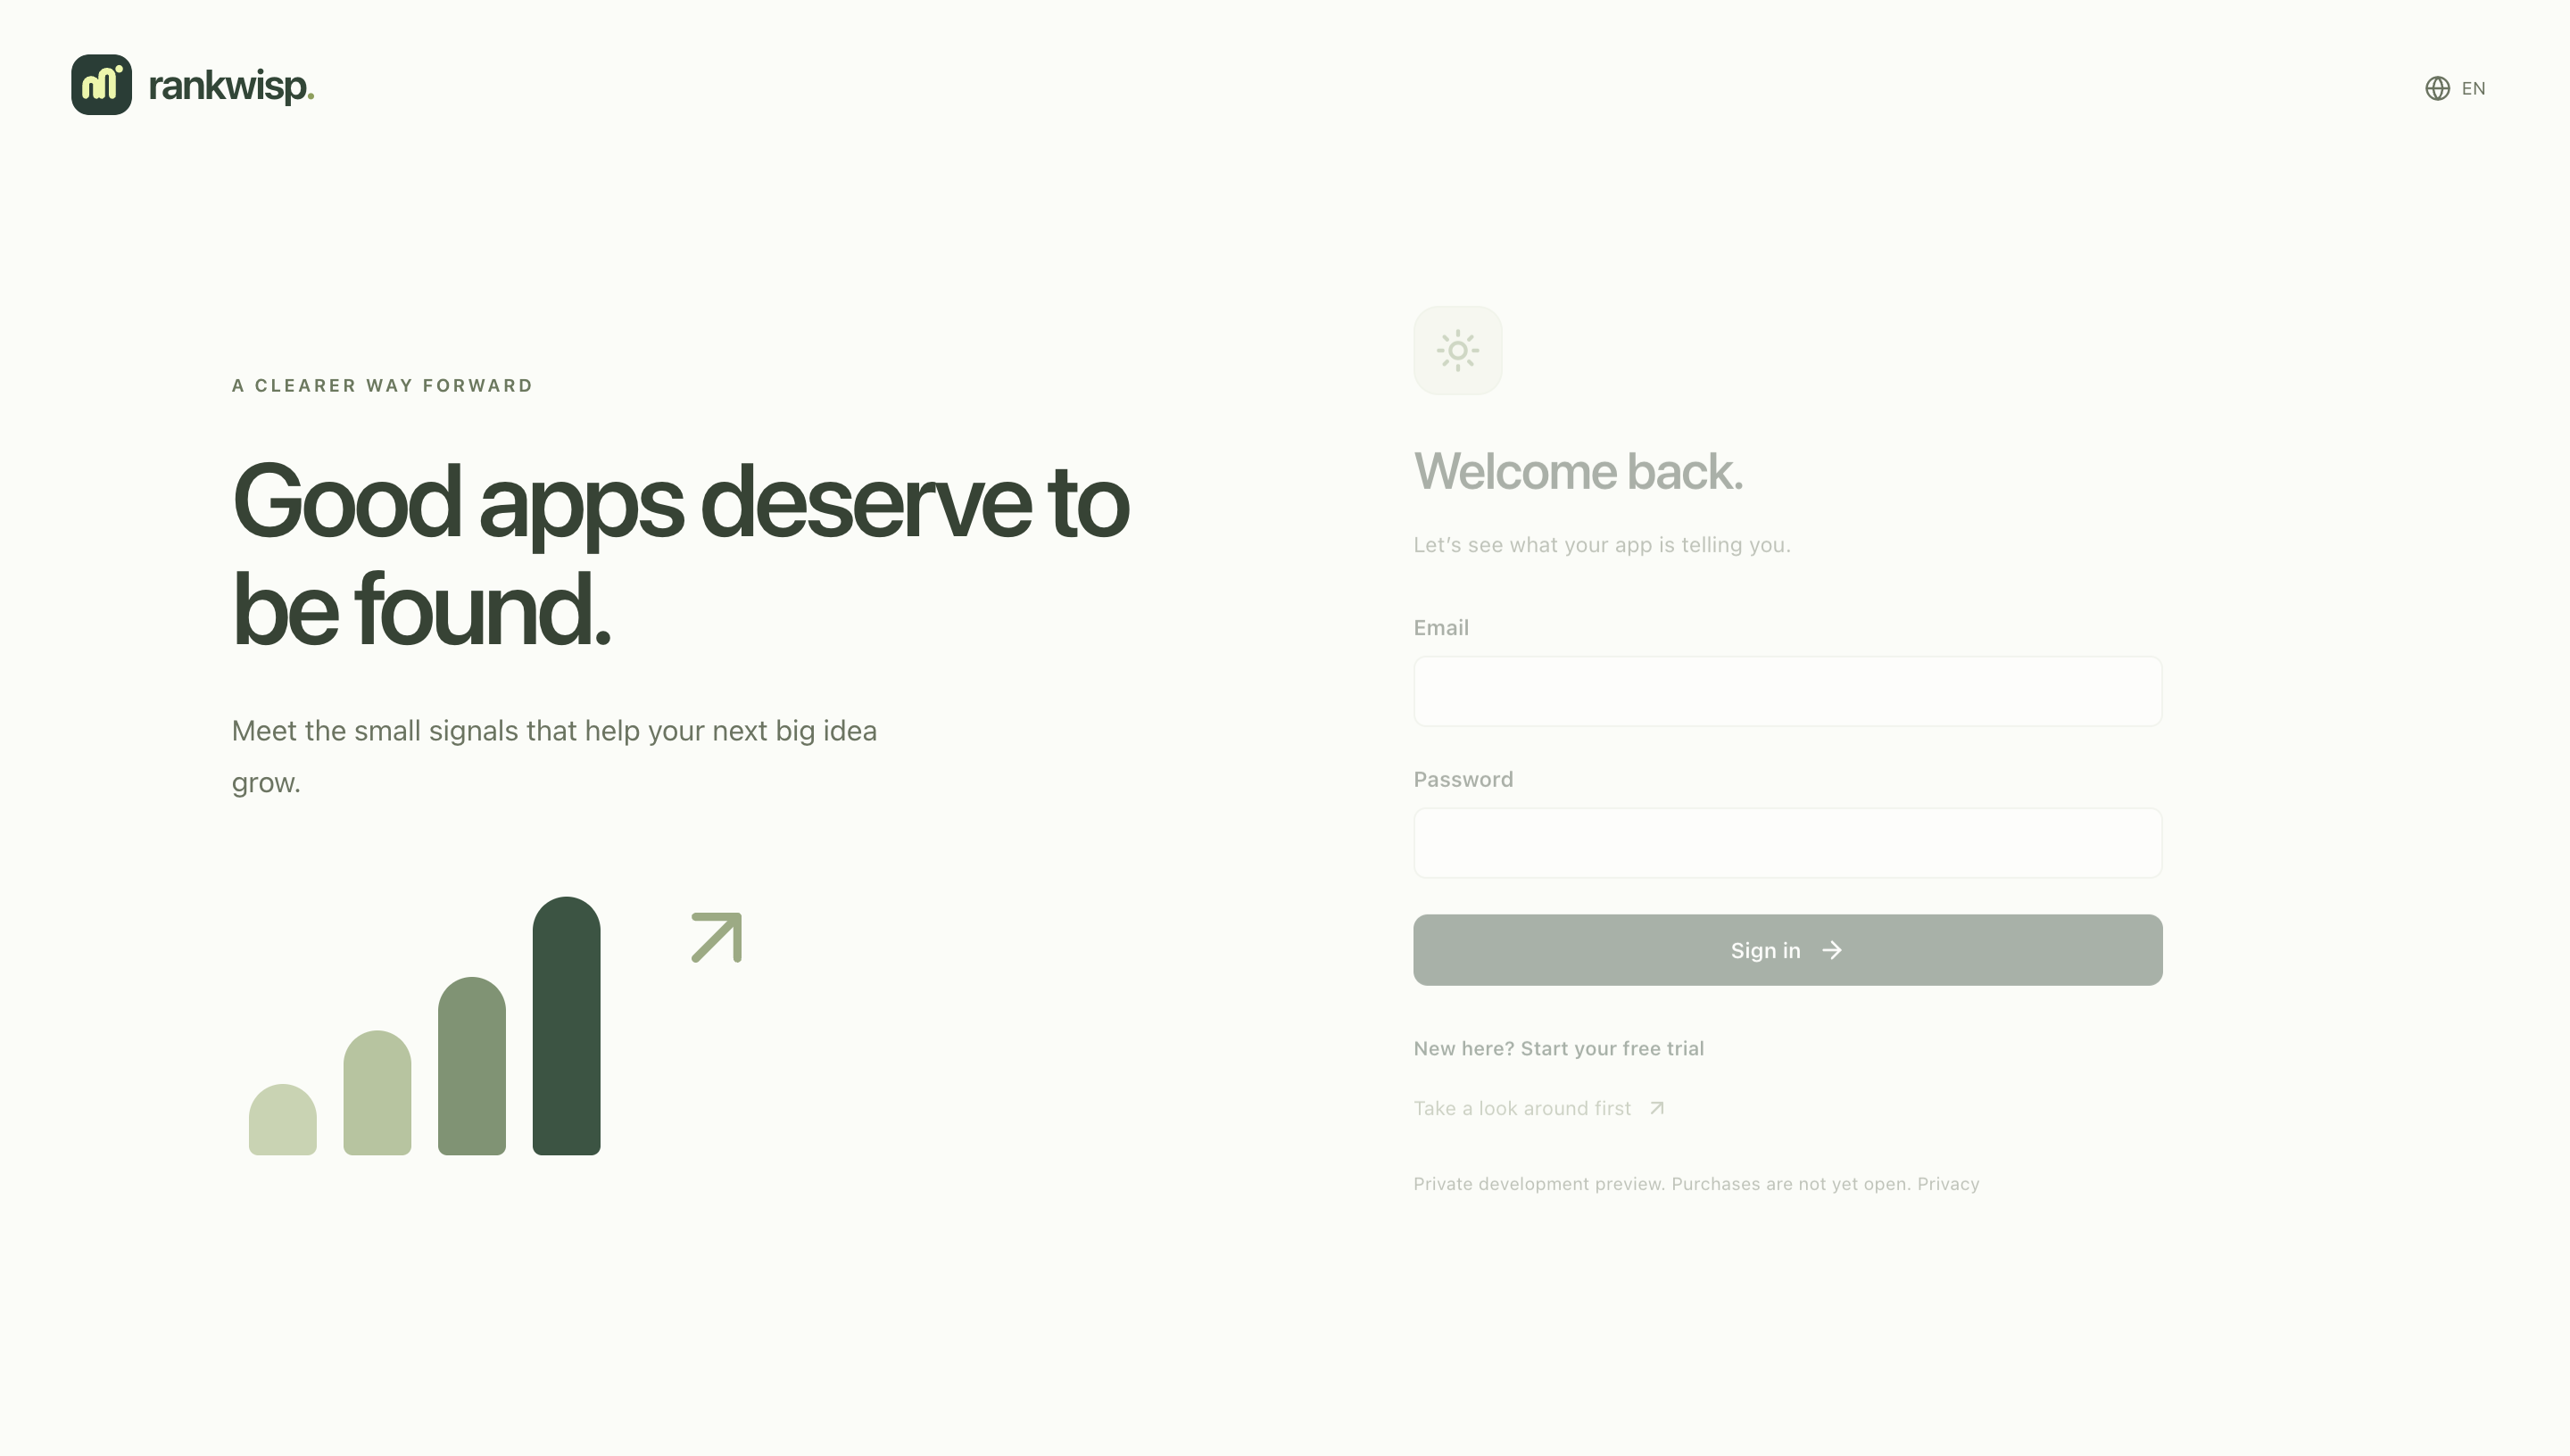 rankwisp.
EN
A CLEARER WAY FORWARD
Good apps deserve to
be found.
Meet the small signals that help your next big idea
grow.
Welcome back.
Let’s see what your app is telling you.
Email
Password
Sign in
New here? Start your free trial
Take a look around first
Private development preview. Purchases are not yet open. Privacy